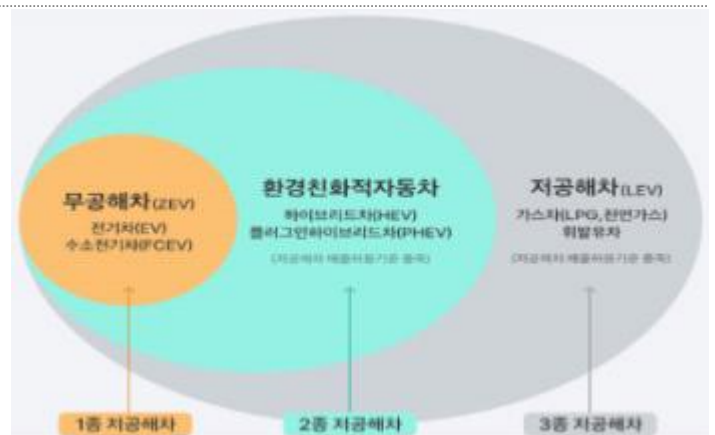 무공해차(ZEV)
전기차(EV)
수소전기차(FCEV)
환경친화적자동차
하이브리드차(HEV)
플러그인하이브리드차(PHEV)
(저공해차 배출허용기준 충족)
저공해차(LEV)
가스차(LPG,천연가스)
휘발유차
(저공해차 배출허용기준 충족)
1종 저공해차
2종 저공해차
3종 저공해차